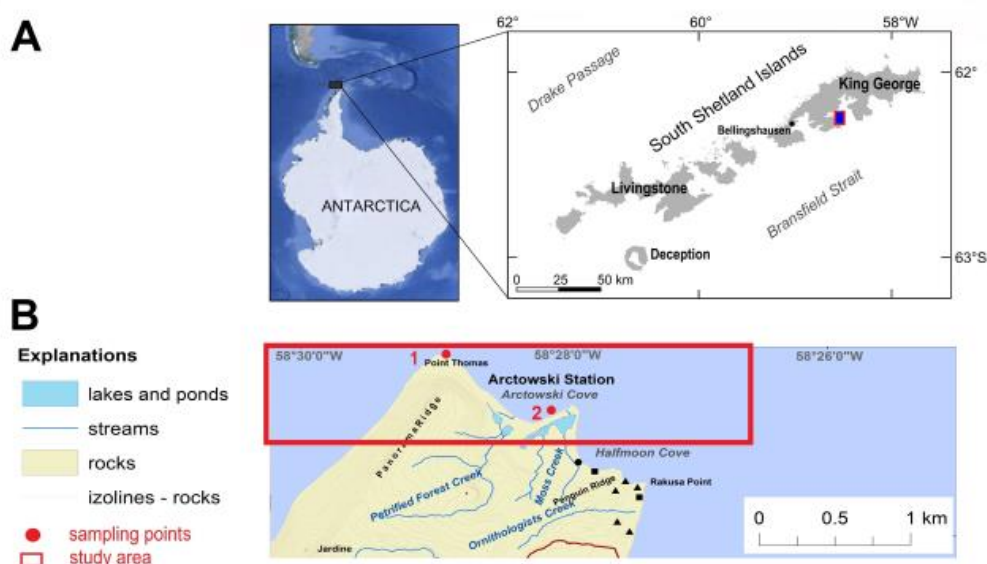 A
62°
60°
58°W
Drake Passage
South Shetland Islands
King George
62°
Bellingshausen
ANTARCTICA
Livingstone
Bransfield Strait
Deception
63°S
0 25 50 km
B
Explanations
lakes and ponds
streams
rocks
izolines - rocks
sampling points
study area
58°30'0"W
58°28'0"W
58°26'0"W
1
Point Thomas
Arctowski Station
Arctowski Cove
2
PanoramaRidge
Halfmoon Cove
Moss Creek
Petrified Forest Creek
Penguin Ridge
Rakusa Point
Ornithologists Creek
Jardine
0 0.5 1 km